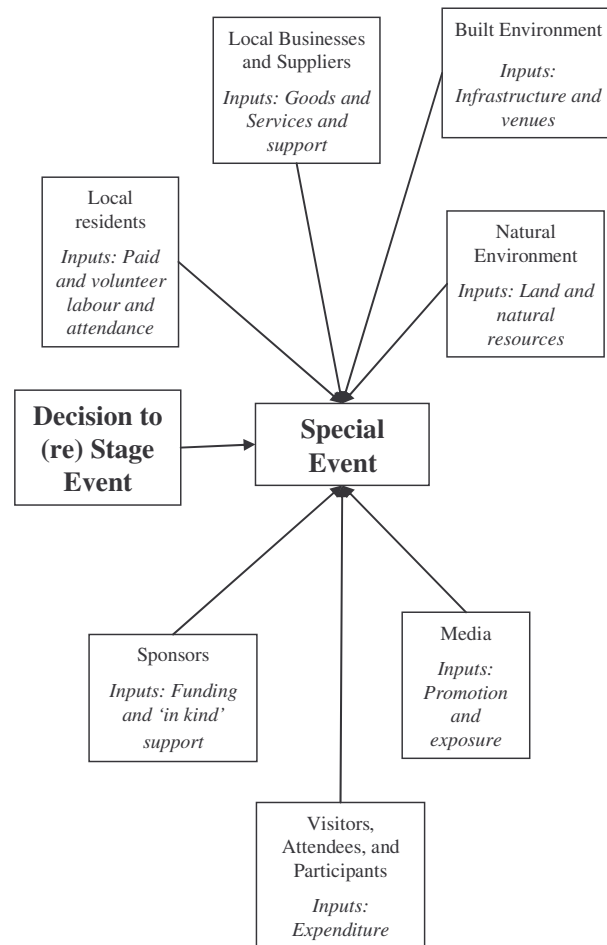 Local Businesses
and Suppliers
Inputs: Goods and
Services and
support
Built Environment
Inputs:
Infrastructure and
venues
Local
residents
Inputs: Paid
and volunteer
labour and
attendance
Natural
Environment
Inputs: Land and
natural
resources
Decision to
(re) Stage
Event
Special
Event
Sponsors
Inputs: Funding
and ‘in kind’
support
Media
Inputs:
Promotion
and
exposure
Visitors,
Attendees, and
Participants
Inputs:
Expenditure